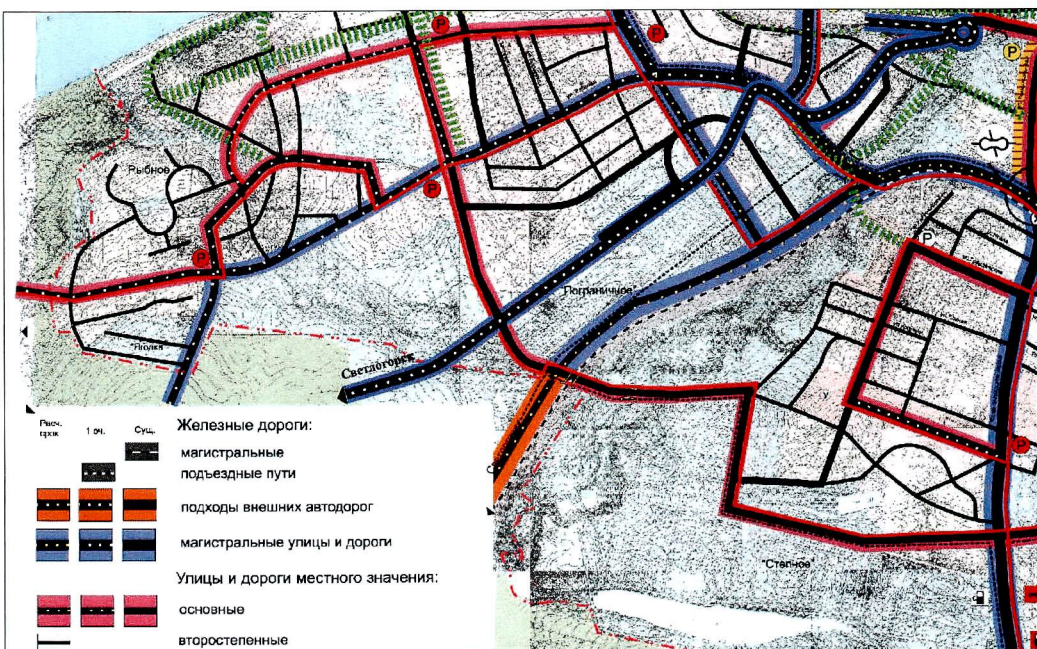 Р
Р
Р
Р
Рыбное
Р
Р
Пограничное
"Ягодка"
Светлогорск
Р
"Степное"
Расч. срок
1 оч.
Сущ.
Железные дороги:
магистральные
подъездные пути
подходы внешних автодорог
магистральные улицы и дороги
Улицы и дороги местного значения:
основные
второстепенные